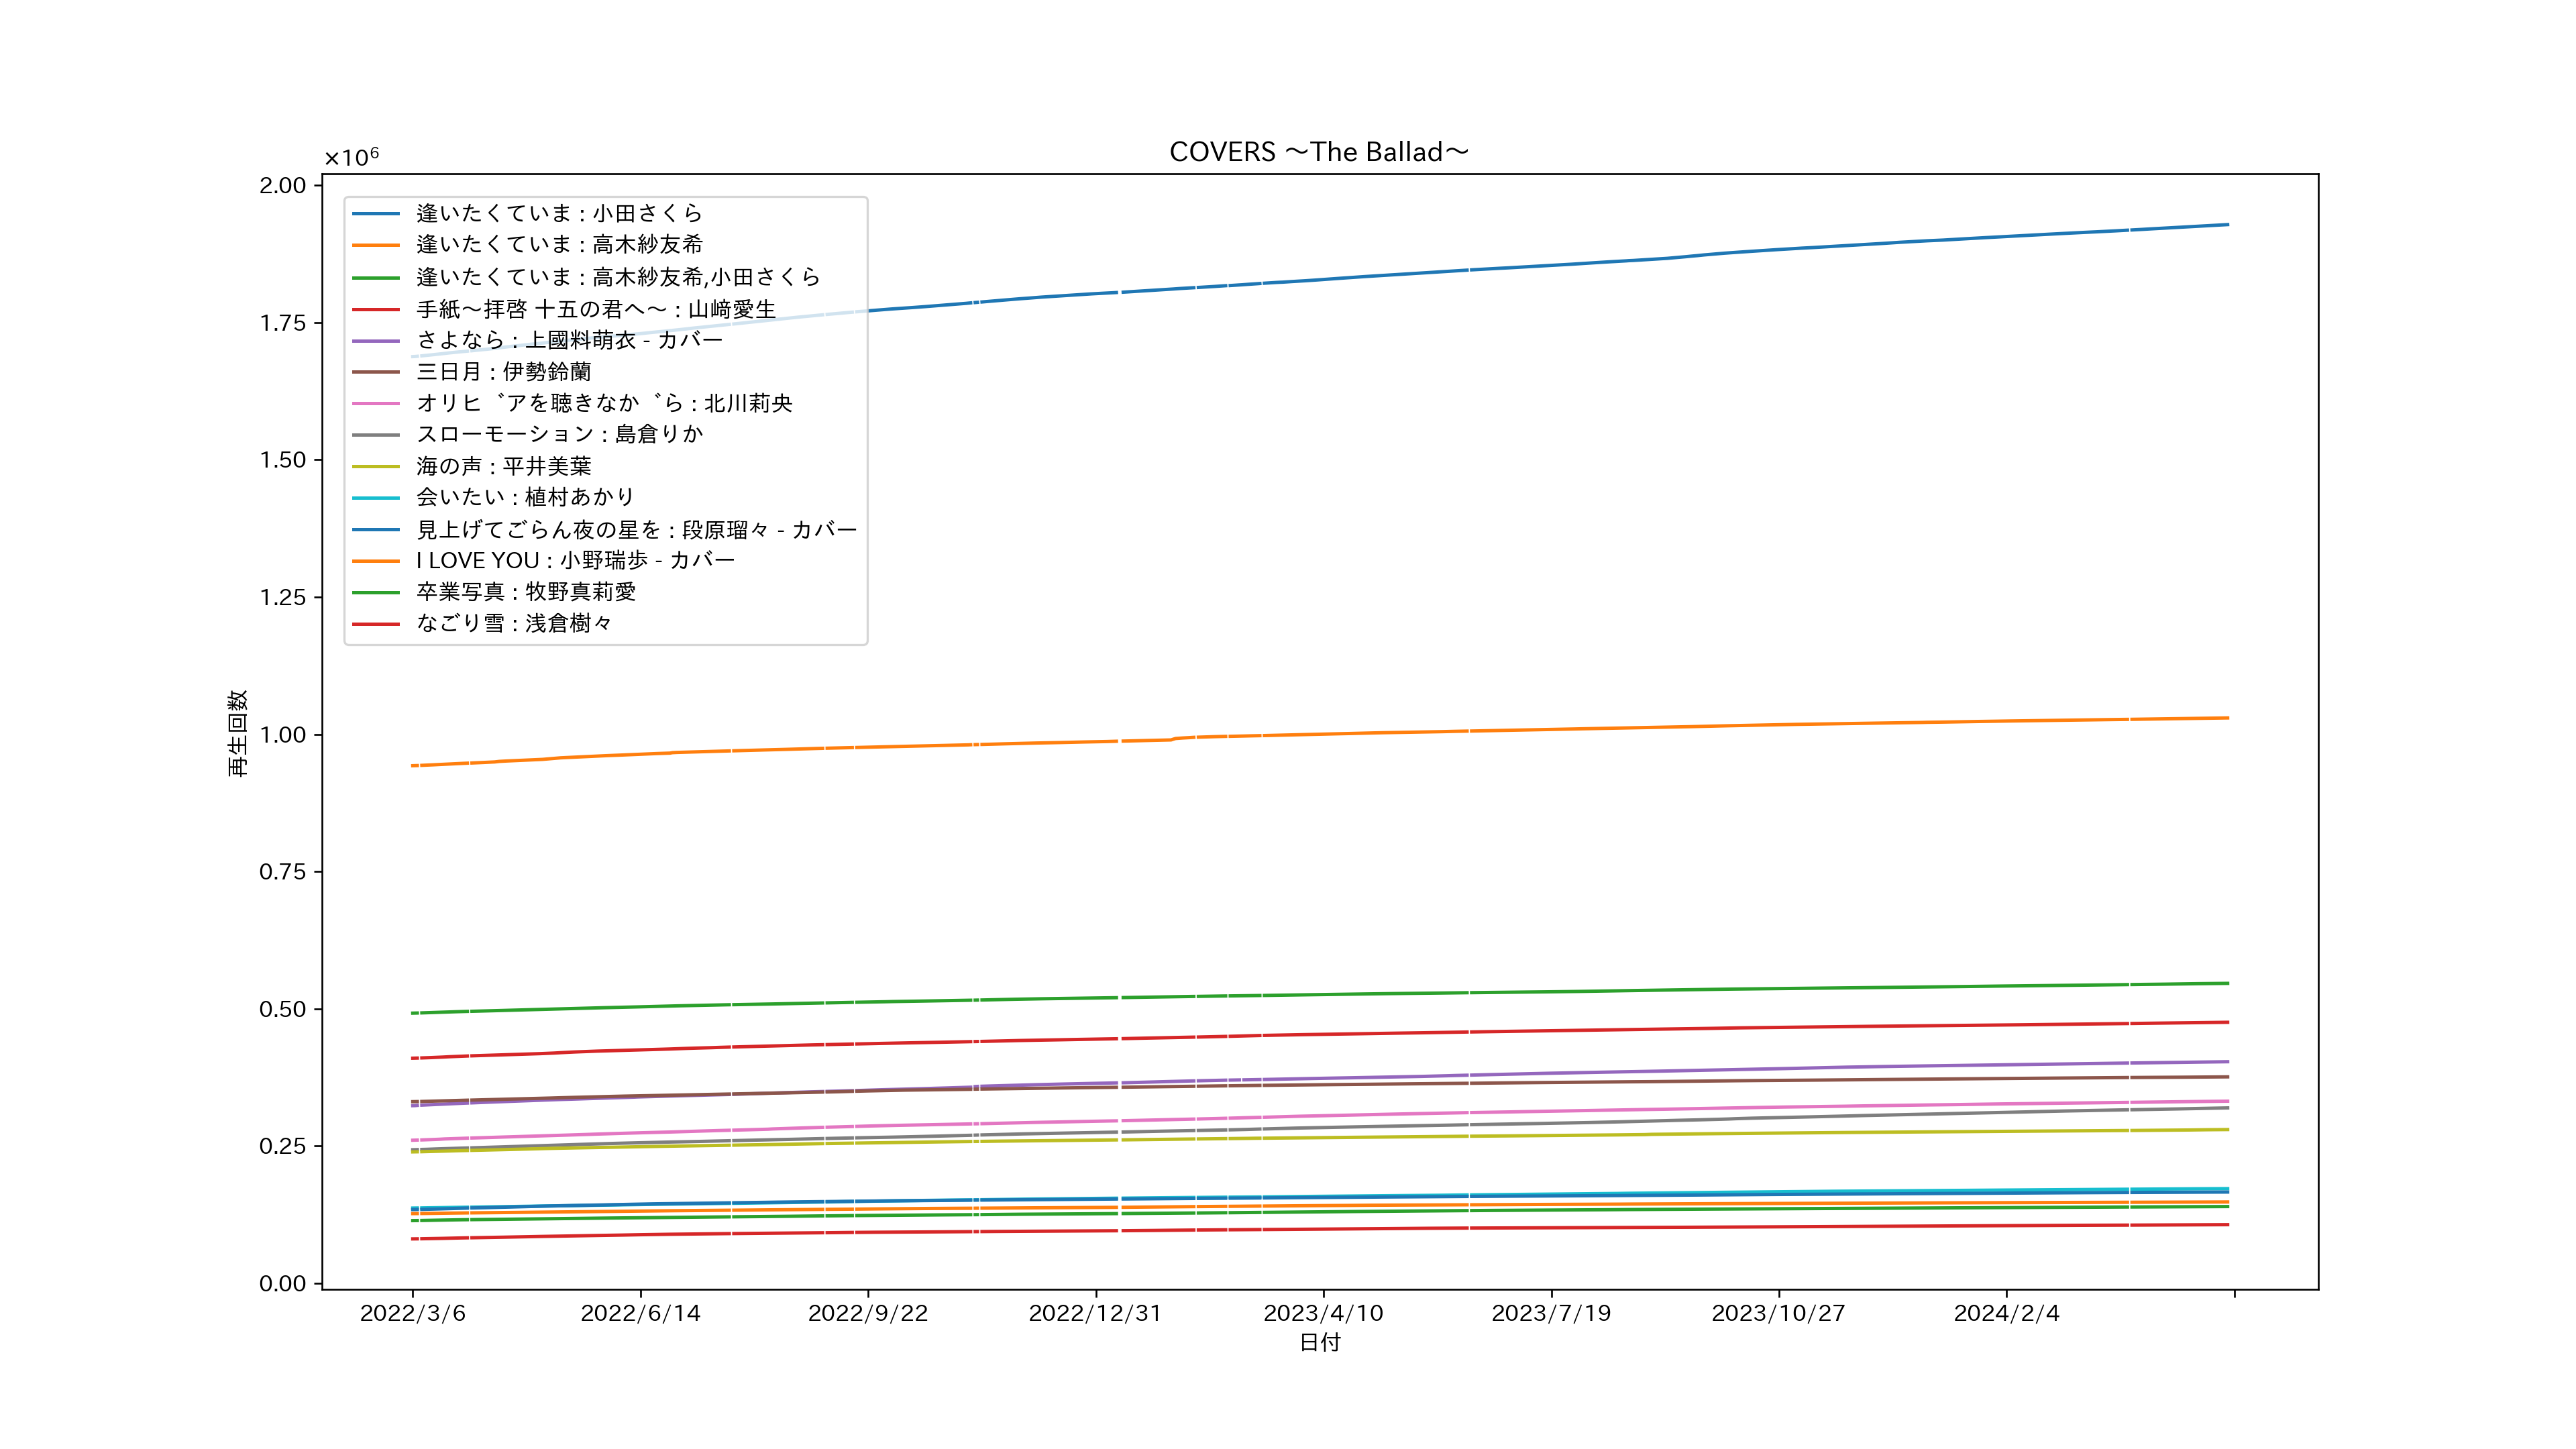 COVERS ～The Ballad～
×10⁶
2.00
1.75
1.50
1.25
1.00
0.75
0.50
0.25
0.00
再生回数
逢いたくていま : 小田さくら
逢いたくていま : 高木紗友希
逢いたくていま : 高木紗友希,小田さくら
手紙～拝啓 十五の君へ～ : 山﨑愛生
さよなら : 上國料萌衣 - カバー
三日月 : 伊勢鈴蘭
オリビアを聴きながら : 北川莉央
スローモーション : 島倉りか
海の声 : 平井美葉
会いたい : 植村あかり
見上げてごらん夜の星を : 段原瑠々 - カバー
I LOVE YOU : 小野瑞歩 - カバー
卒業写真 : 牧野真莉愛
なごり雪 : 浅倉樹々
2022/3/6
2022/6/14
2022/9/22
2022/12/31
2023/4/10
2023/7/19
2023/10/27
2024/2/4
日付